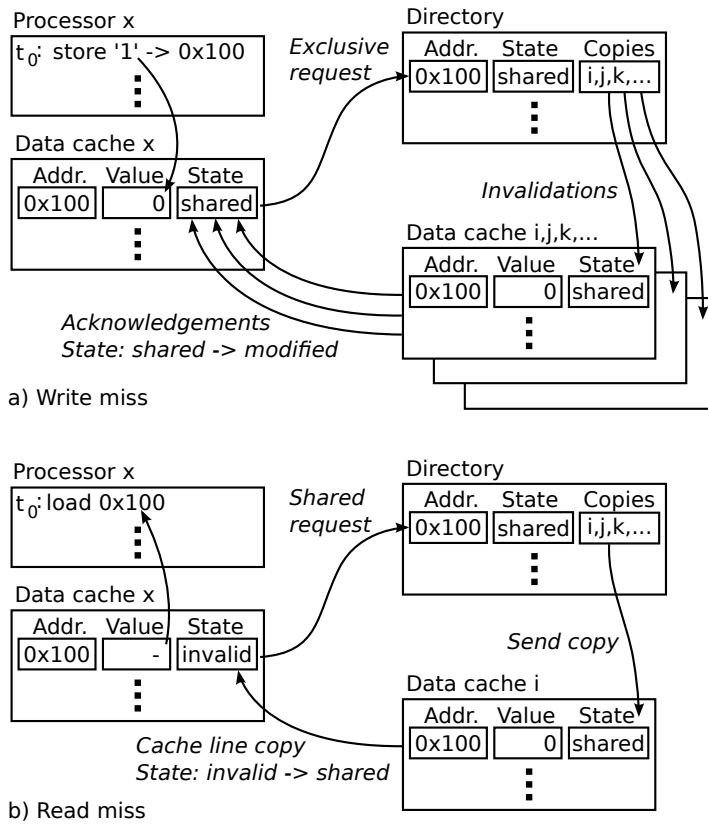 Processor x
t0: store '1' -> 0x100
Data cache x
Addr. Value State
0x100 0 shared
Exclusive
request
Directory
Addr. State Copies
0x100 shared i,j,k,...
Invalidations
Data cache i,j,k,...
Addr. Value State
0x100 0 shared
Acknowledgements
State: shared -> modified
a) Write miss
Processor x
t0: load 0x100
Data cache x
Addr. Value State
0x100 - invalid
Shared
request
Directory
Addr. State Copies
0x100 shared i,j,k,...
Send copy
Data cache i
Addr. Value State
0x100 0 shared
Cache line copy
State: invalid -> shared
b) Read miss